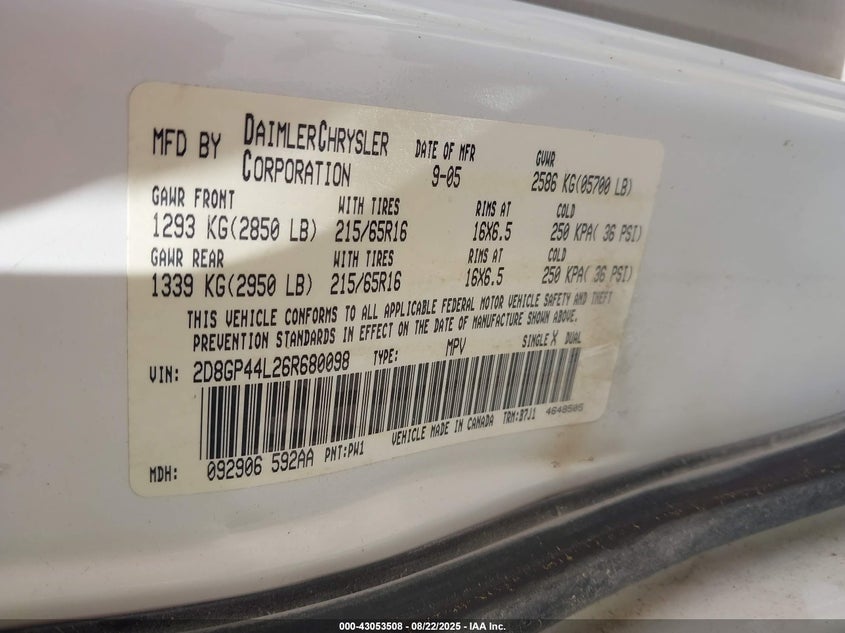 MFD BY DAIMLERCHRYSLER CORPORATION DATE OF MFR 9-05 GVWR 2586 KG(05700 LB)
GAWR FRONT WITH TIRES RIMS AT COLD
1293 KG(2850 LB) 215/65R16 16X6.5 250 KPA( 36 PSI)
GAWR REAR WITH TIRES RIMS AT COLD
1339 KG(2950 LB) 215/65R16 16X6.5 250 KPA( 36 PSI)
THIS VEHICLE CONFORMS TO ALL APPLICABLE FEDERAL MOTOR VEHICLE SAFETY AND THEFT
PREVENTION STANDARDS IN EFFECT ON THE DATE OF MANUFACTURE SHOWN ABOVE.
VIN: 2D8GP44L26R680098 TYPE: MPV SINGLE X DUAL
MDH: 092906 592AA PNT:PW1 VEHICLE MADE IN CANADA TRM:B7J1 4648505
000-43053508 - 08/22/2025 - IAA Inc.